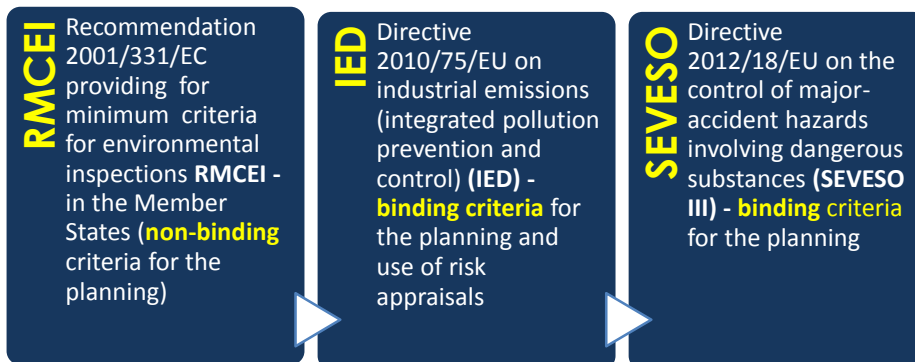 RMCEI
Recommendation
2001/331/EC
providing for
minimum criteria
for environmental
inspections RMCEI -
in the Member
States (non-binding
criteria for the
planning)
IED
Directive
2010/75/EU on
industrial emissions
(integrated pollution
prevention and
control) (IED) -
binding criteria for
the planning and
use of risk
appraisals
SEVESO
Directive
2012/18/EU on the
control of major-
accident hazards
involving dangerous
substances (SEVESO
III) - binding criteria
for the planning